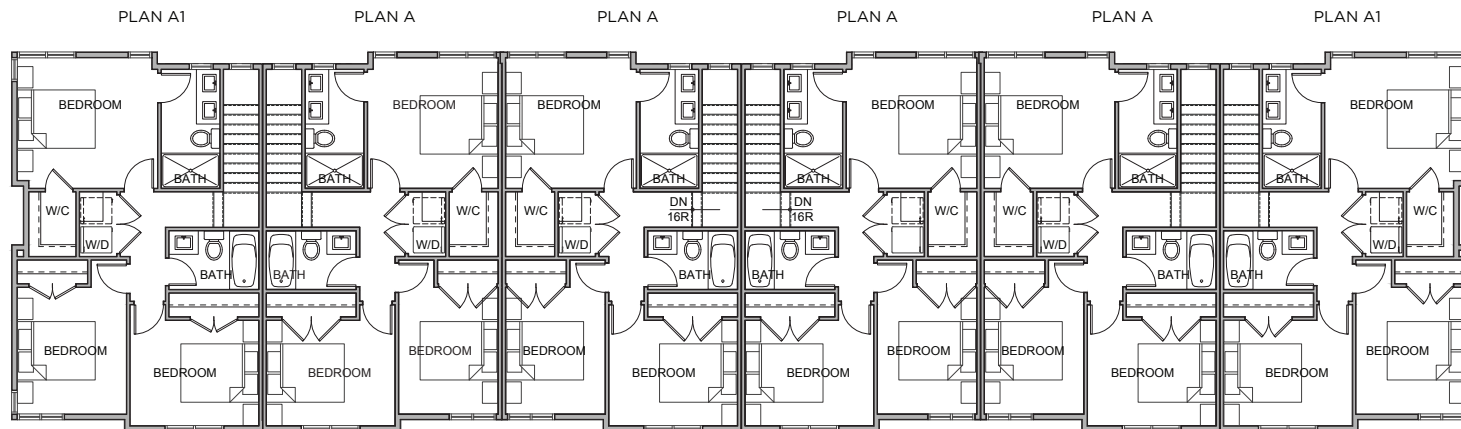 PLAN A1 PLAN A PLAN A PLAN A PLAN A PLAN A1
BEDROOM BEDROOM BEDROOM BEDROOM BEDROOM BEDROOM
BATH BATH BATH BATH BATH BATH
W/C W/C W/C DN DN W/C W/C W/C
16R 16R
W/D W/D W/D W/D W/D W/D
BATH BATH BATH BATH BATH BATH
BEDROOM BEDROOM BEDROOM BEDROOM BEDROOM BEDROOM
BEDROOM BEDROOM BEDROOM BEDROOM BEDROOM BEDROOM